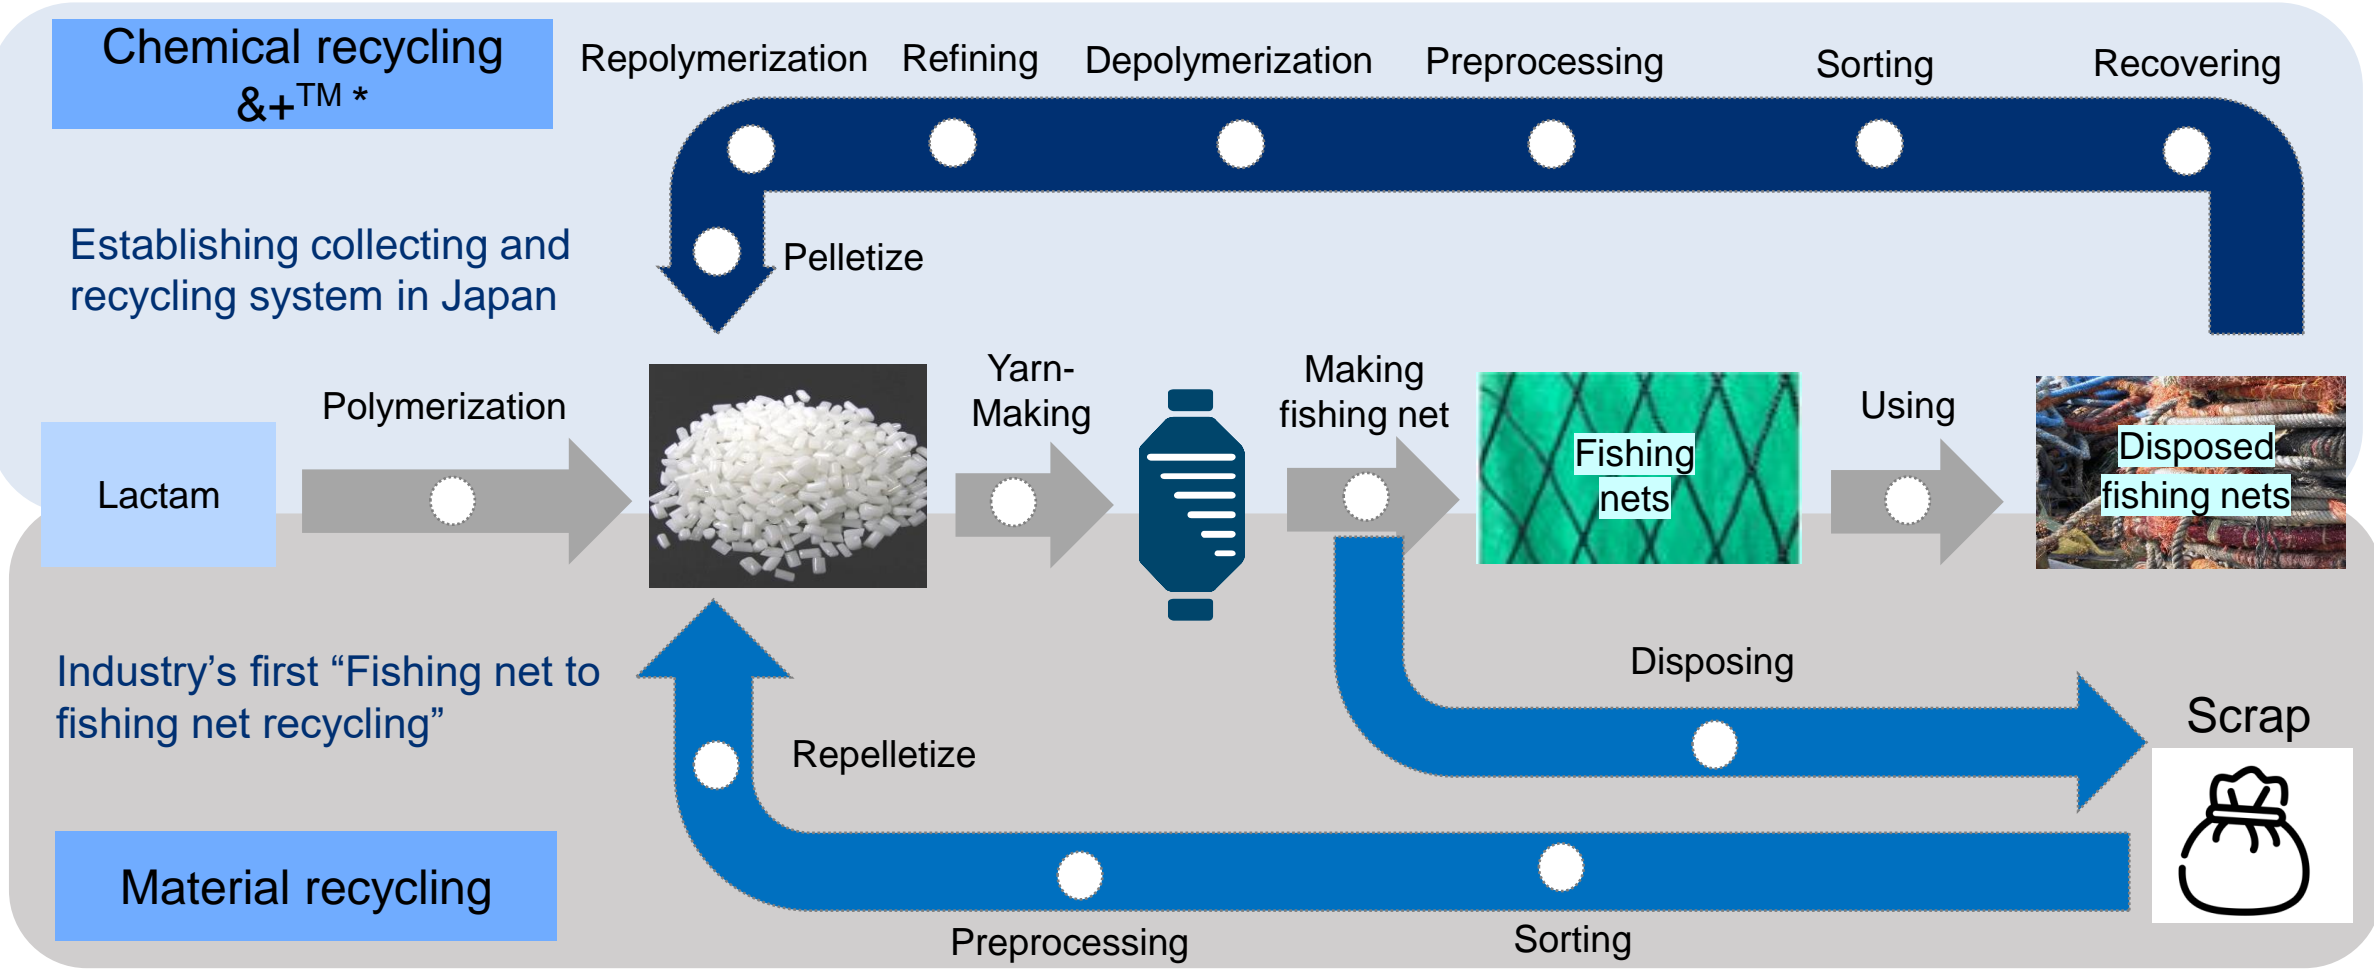 Chemical recycling
&+TM *
Repolymerization
Refining
Depolymerization
Preprocessing
Sorting
Recovering
Establishing collecting and
recycling system in Japan
Pelletize
Lactam
Polymerization
Yarn-
Making
Making
fishing net
Fishing
nets
Using
Disposed
fishing nets
Industry’s first “Fishing net to
fishing net recycling”
Repelletize
Disposing
Scrap
Material recycling
Preprocessing
Sorting